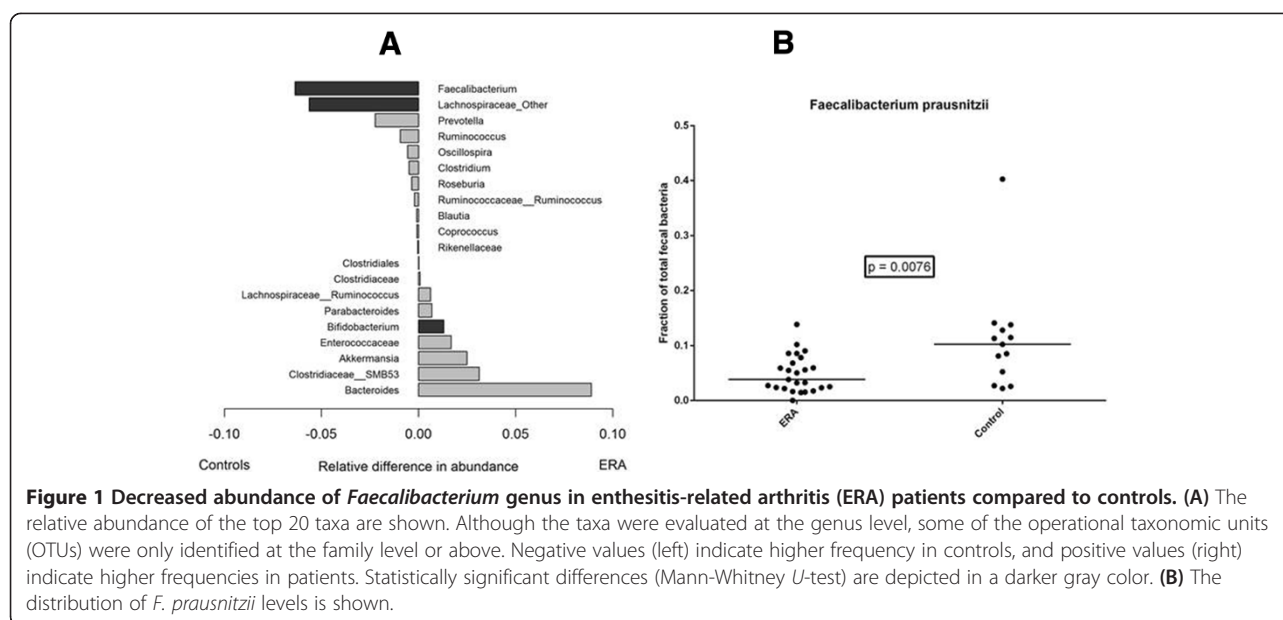 A
Faecalibacterium
Lachnospiraceae_Other
Prevotella
Ruminococcus
Oscillospira
Clostridium
Roseburia
Ruminococcaceae__Ruminococcus
Blautia
Coprococcus
Rikenellaceae
Clostridiales
Clostridiaceae
Lachnospiraceae__Ruminococcus
Parabacteroides
Bifidobacterium
Enterococcaceae
Akkermansia
Clostridiaceae__SMB53
Bacteroides
-0.10 -0.05 0.00 0.05 0.10
Controls Relative difference in abundance ERA
B
Faecalibacterium prausnitzii
Fraction of total fecal bacteria
0.5
0.4
0.3
0.2
0.1
0.0
p = 0.0076
ERA Control
Figure 1 Decreased abundance of Faecalibacterium genus in enthesitis-related arthritis (ERA) patients compared to controls. (A) The
relative abundance of the top 20 taxa are shown. Although the taxa were evaluated at the genus level, some of the operational taxonomic units
(OTUs) were only identified at the family level or above. Negative values (left) indicate higher frequency in controls, and positive values (right)
indicate higher frequencies in patients. Statistically significant differences (Mann-Whitney U-test) are depicted in a darker gray color. (B) The
distribution of F. prausnitzii levels is shown.